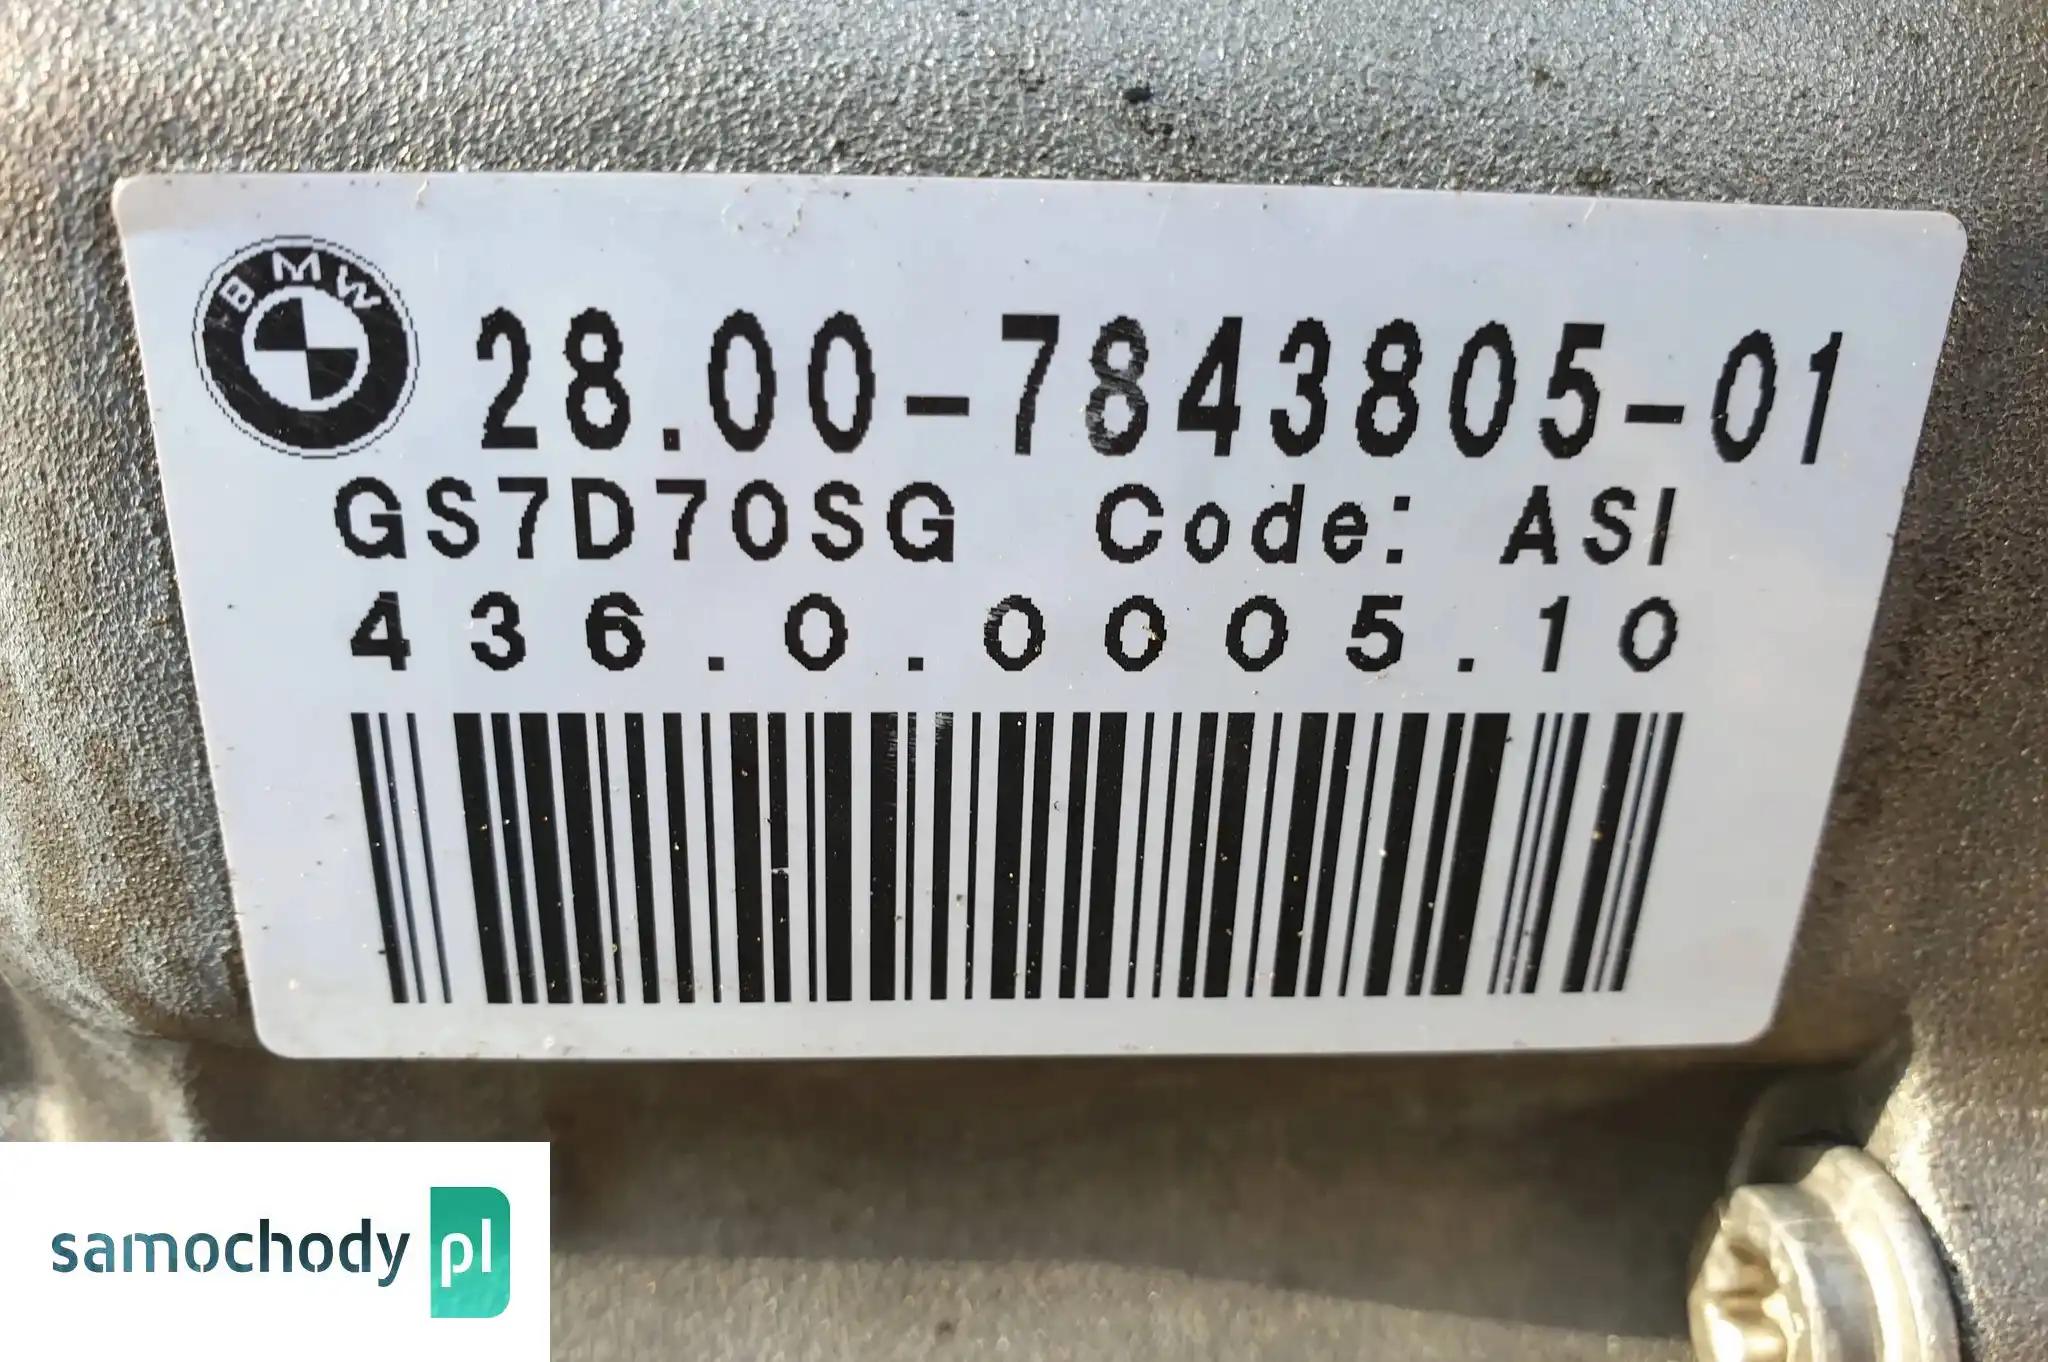 BMW
28.00-7843805-01
GS7D70SG Code: ASI
436.0.0005.10
samochody pl